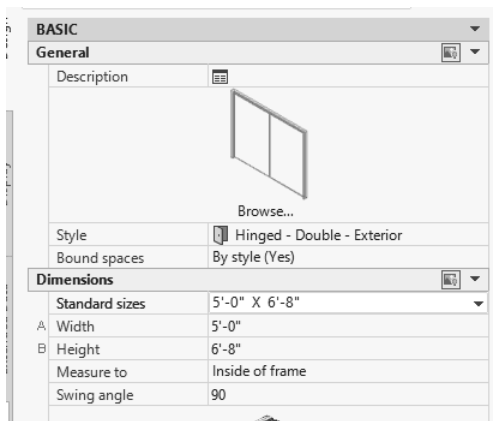 BASIC
General
Description
Browse...
Style Hinged - Double - Exterior
Bound spaces By style (Yes)
Dimensions
Standard sizes 5'-0" X 6'-8"
A Width 5'-0"
B Height 6'-8"
Measure to Inside of frame
Swing angle 90